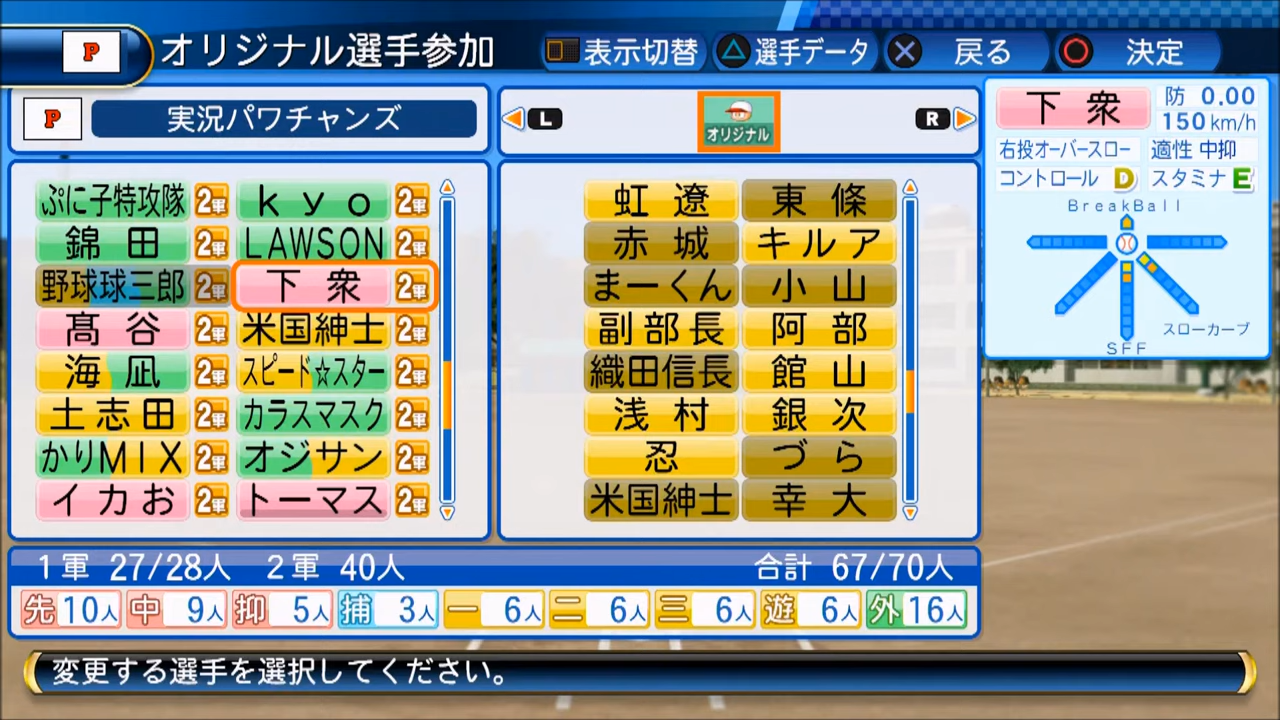 P オリジナル選手参加 表示切替 選手データ 戻る 決定
P 実況パワチャンズ
L オリジナル R
ぷに子特攻隊 2軍 kyo 2軍
錦田 2軍 LAWSON 2軍
野球球三郎 2軍 下衆 2軍
髙谷 2軍 米国紳士 2軍
海凪 2軍 スピード☆スター 2軍
土志田 2軍 カラスマスク 2軍
かりMIX 2軍 オジサン 2軍
イカお 2軍 トーマス 2軍
虹遼 東條
赤城 キルア
まーくん 小山
副部長 阿部
織田信長 館山
浅村 銀次
忍 づら
米国紳士 幸大
下衆 防 0.00
150km/h
右投オーバースロー 適性 中抑
コントロール D スタミナ E
BreakBall
スローカーブ
SFF
1軍 27/28人 2軍 40人 合計 67/70人
先10人 中9人 抑5人 捕3人 一6人 二6人 三6人 遊6人 外16人
変更する選手を選択してください。